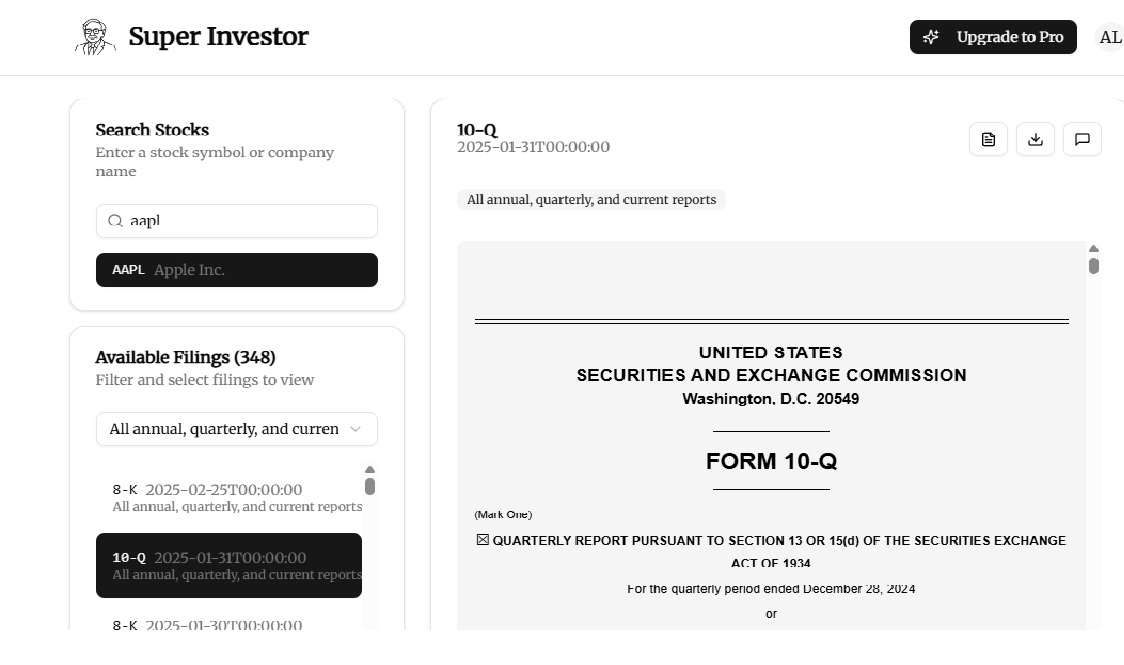 Super Investor
Upgrade to Pro
AL
Search Stocks
Enter a stock symbol or company
name
aapl
AAPL Apple Inc.
Available Filings (348)
Filter and select filings to view
All annual, quarterly, and curren
8-K 2025-02-25T00:00:00
All annual, quarterly, and current reports
10-Q 2025-01-31T00:00:00
All annual, quarterly, and current reports
8-K 2025-01-30T00:00:00
10-Q
2025-01-31T00:00:00
All annual, quarterly, and current reports
UNITED STATES
SECURITIES AND EXCHANGE COMMISSION
Washington, D.C. 20549
FORM 10-Q
(Mark One)
☒ QUARTERLY REPORT PURSUANT TO SECTION 13 OR 15(d) OF THE SECURITIES EXCHANGE
ACT OF 1934
For the quarterly period ended December 28, 2024
or